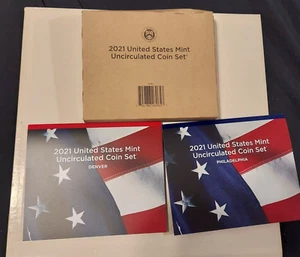 2021 United States Mint
Uncirculated Coin Set®
2021 United States Mint
Uncirculated Coin Set®
DENVER
2021 United States Mint
Uncirculated Coin Set®
PHILADELPHIA